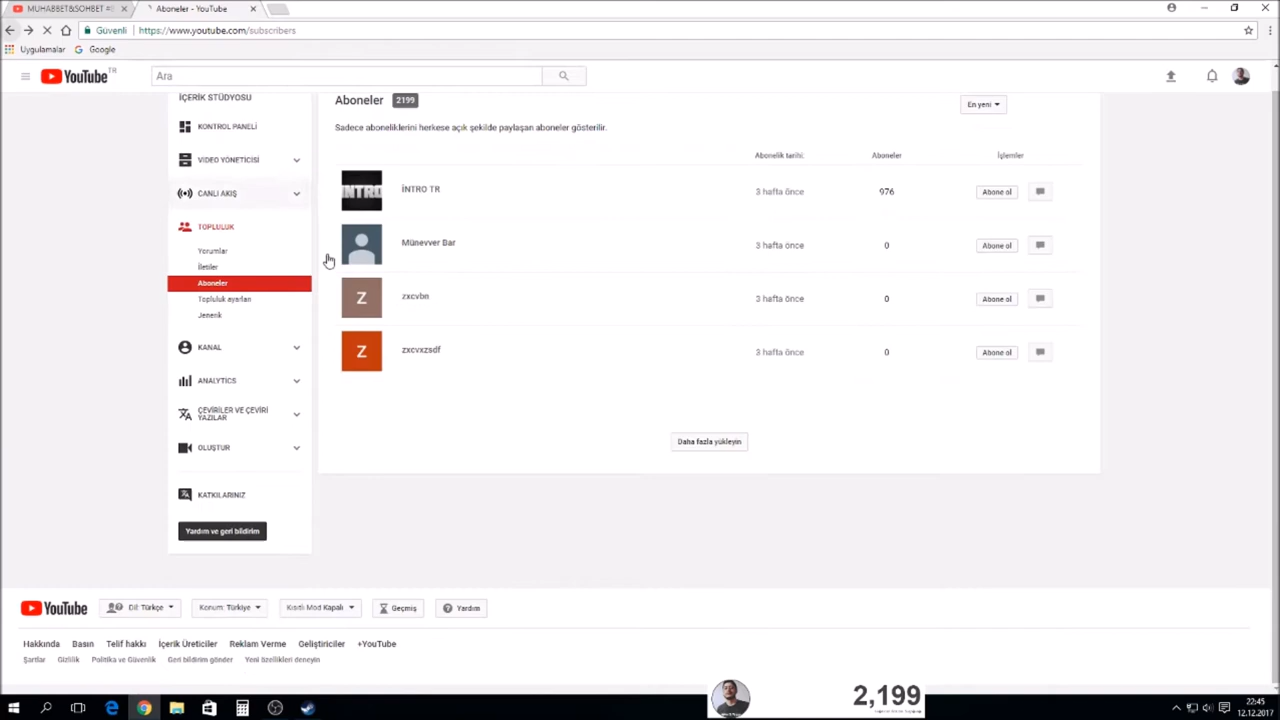 MUHABBET&SOHBET
Aboneler - YouTube
Güvenli
https://www.youtube.com/subscribers
Uygulamalar
Google
YouTube TR
Ara
İÇERİK STÜDYOSU
KONTROL PANELİ
VIDEO YÖNETİCİSİ
CANLI AKIŞ
TOPLULUK
Yorumlar
İletiler
Aboneler
Topluluk ayarları
Jenerik
KANAL
ANALYTICS
ÇEVİRİLER VE ÇEVİRİ
YAZILAR
OLUŞTUR
KATKILARINIZ
Yardım ve geri bildirim
Aboneler 2199
En yeni
Sadece aboneliklerini herkese açık şekilde paylaşan aboneler gösterilir.
Abonelik tarihi: Aboneler İşlemler
INTRO İNTRO TR 3 hafta önce 976 Abone ol
Münevver Bar 3 hafta önce 0 Abone ol
Z zxcvbn 3 hafta önce 0 Abone ol
Z zxcvxzsdf 3 hafta önce 0 Abone ol
Daha fazla yükleyin
YouTube Dil: Türkçe Konum: Türkiye Kısıtlı Mod Kapalı Geçmiş Yardım
Hakkında Basın Telif hakkı İçerik Üreticiler Reklam Verme Geliştiriciler +YouTube
Şartlar Gizlilik Politika ve Güvenlik Geri bildirim gönder Yeni özellikleri deneyin
2,199
22:45
12.12.2017